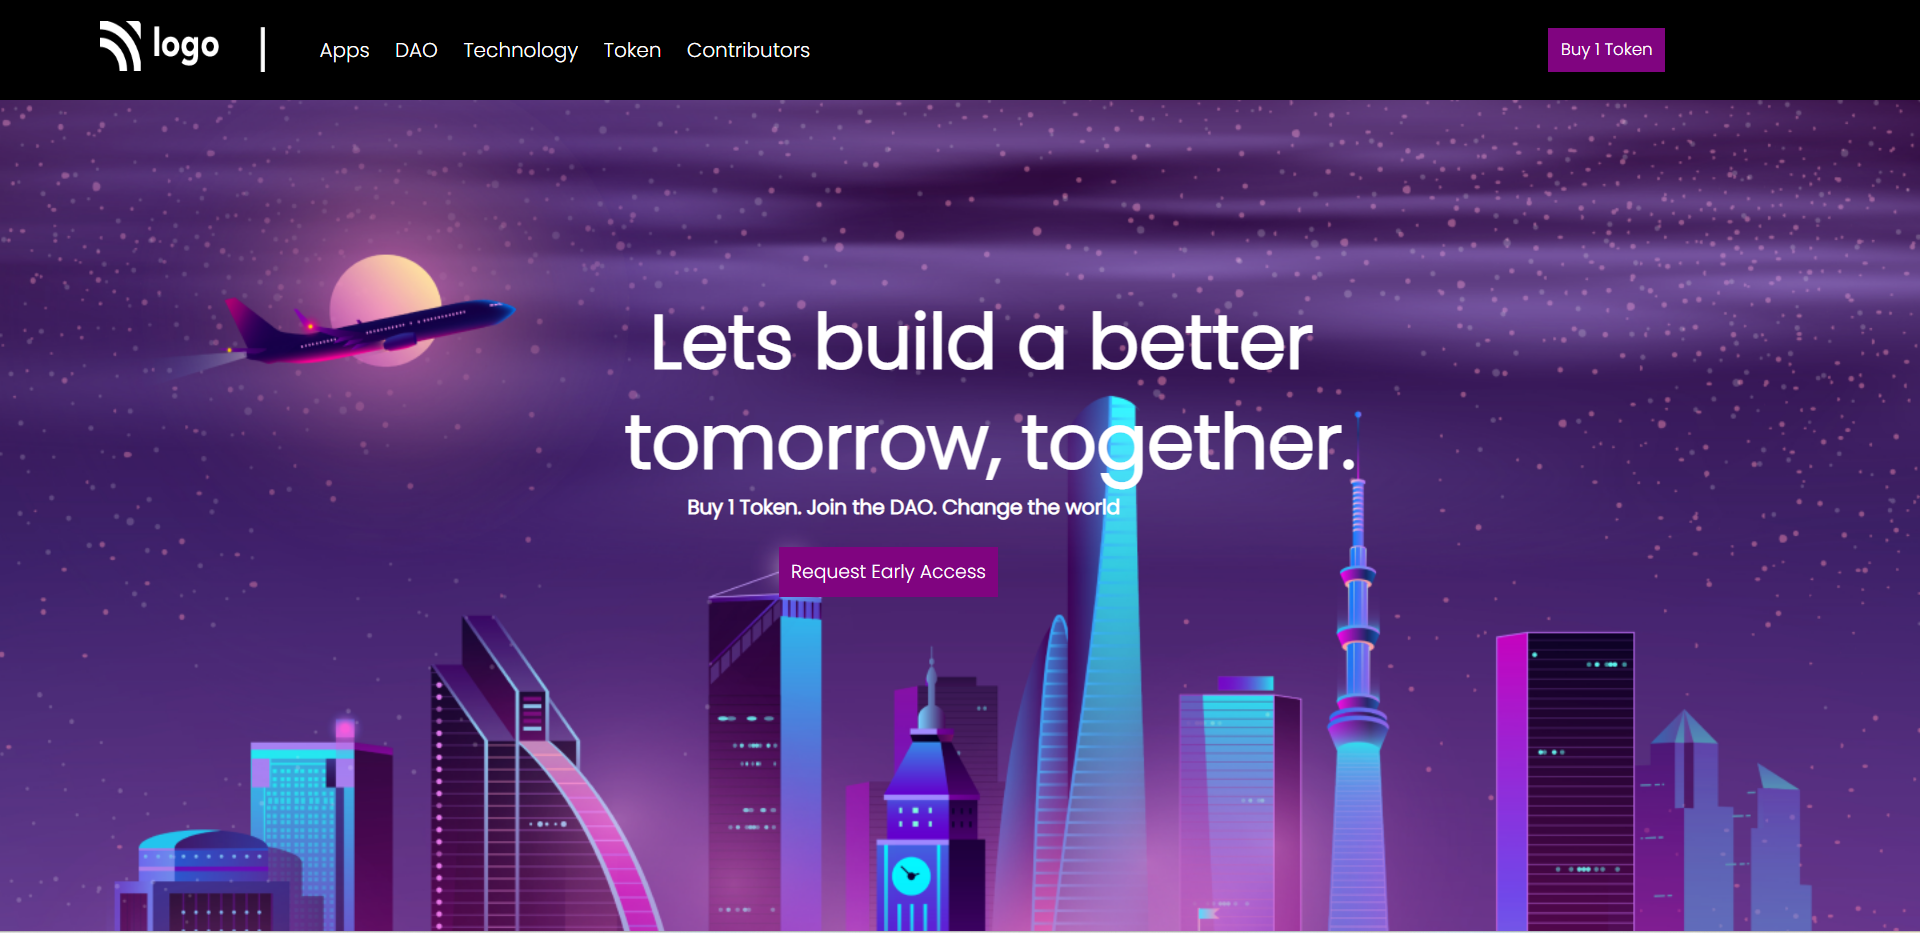 logo
Apps DAO Technology Token Contributors
Buy 1 Token
Lets build a better
tomorrow, together.
Buy 1 Token. Join the DAO. Change the world
Request Early Access